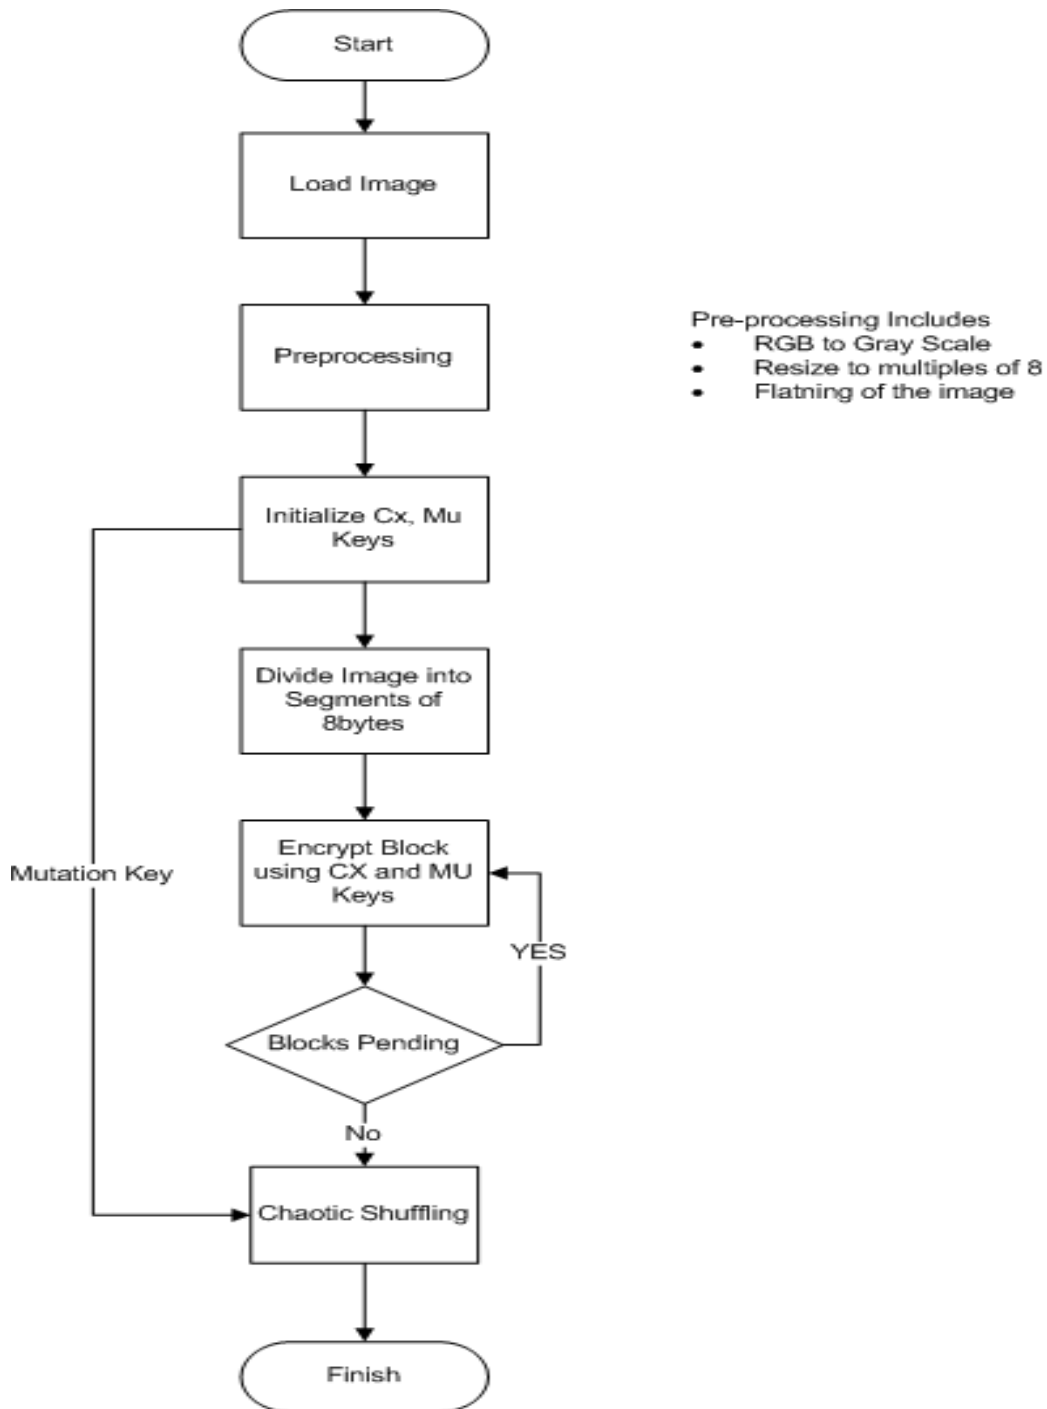 Start
Load Image
Preprocessing
Pre-processing Includes
• RGB to Gray Scale
• Resize to multiples of 8
• Flatning of the image
Initialize Cx, Mu
Keys
Divide Image into
Segments of
8bytes
Encrypt Block
using CX and MU
Keys
Mutation Key
YES
Blocks Pending
No
Chaotic Shuffling
Finish